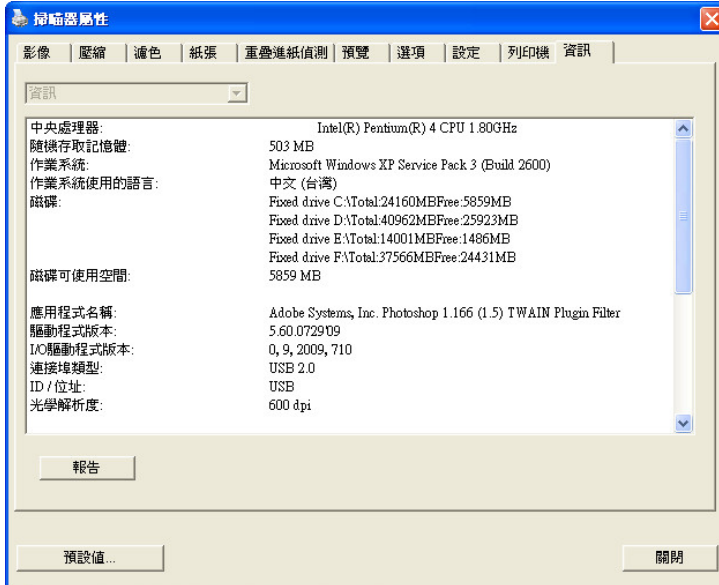 掃瞄器屬性
影像 壓縮 濾色 紙張 重疊進紙偵測 預覽 選項 設定 列印機 資訊
資訊
中央處理器: Intel(R) Pentium(R) 4 CPU 1.80GHz
隨機存取記憶體: 503 MB
作業系統: Microsoft Windows XP Service Pack 3 (Build 2600)
作業系統使用的語言: 中文 (台灣)
磁碟: Fixed drive C:\Total:24160MBFree:5859MB
Fixed drive D:\Total:40962MBFree:25923MB
Fixed drive E:\Total:14001MBFree:1486MB
Fixed drive F:\Total:37566MBFree:24431MB
磁碟可使用空間: 5859 MB
應用程式名稱: Adobe Systems, Inc. Photoshop 1.166 (1.5) TWAIN Plugin Filter
驅動程式版本: 5.60.0729'09
I/O驅動程式版本: 0, 9, 2009, 710
連接埠類型: USB 2.0
ID / 位址: USB
光學解析度: 600 dpi
報告
預設值... 關閉